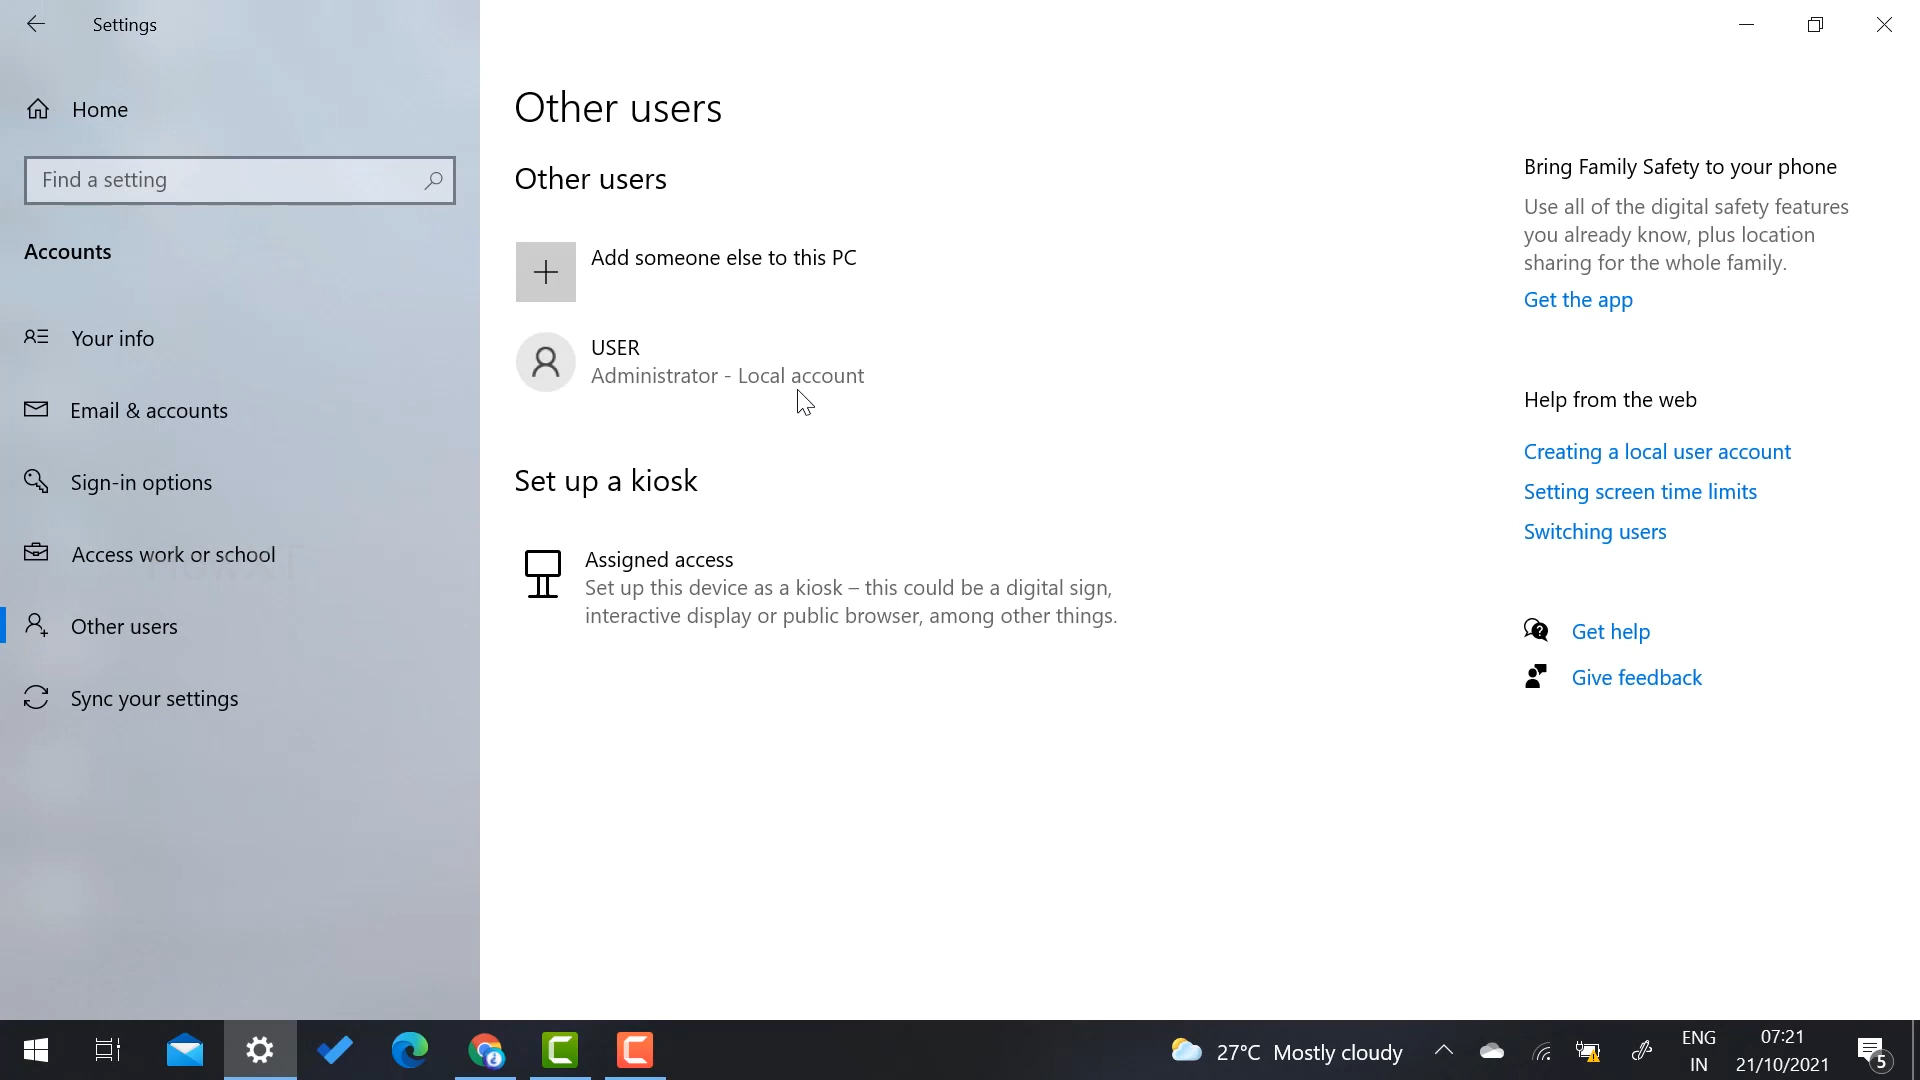 Settings
Home
Find a setting
Accounts
Your info
Email & accounts
Sign-in options
Access work or school
Other users
Sync your settings
Other users
Other users
Add someone else to this PC
USER
Administrator - Local account
Set up a kiosk
Assigned access
Set up this device as a kiosk – this could be a digital sign,
interactive display or public browser, among other things.
Bring Family Safety to your phone
Use all of the digital safety features
you already know, plus location
sharing for the whole family.
Get the app
Help from the web
Creating a local user account
Setting screen time limits
Switching users
Get help
Give feedback
27°C Mostly cloudy
ENG
IN
07:21
21/10/2021
5